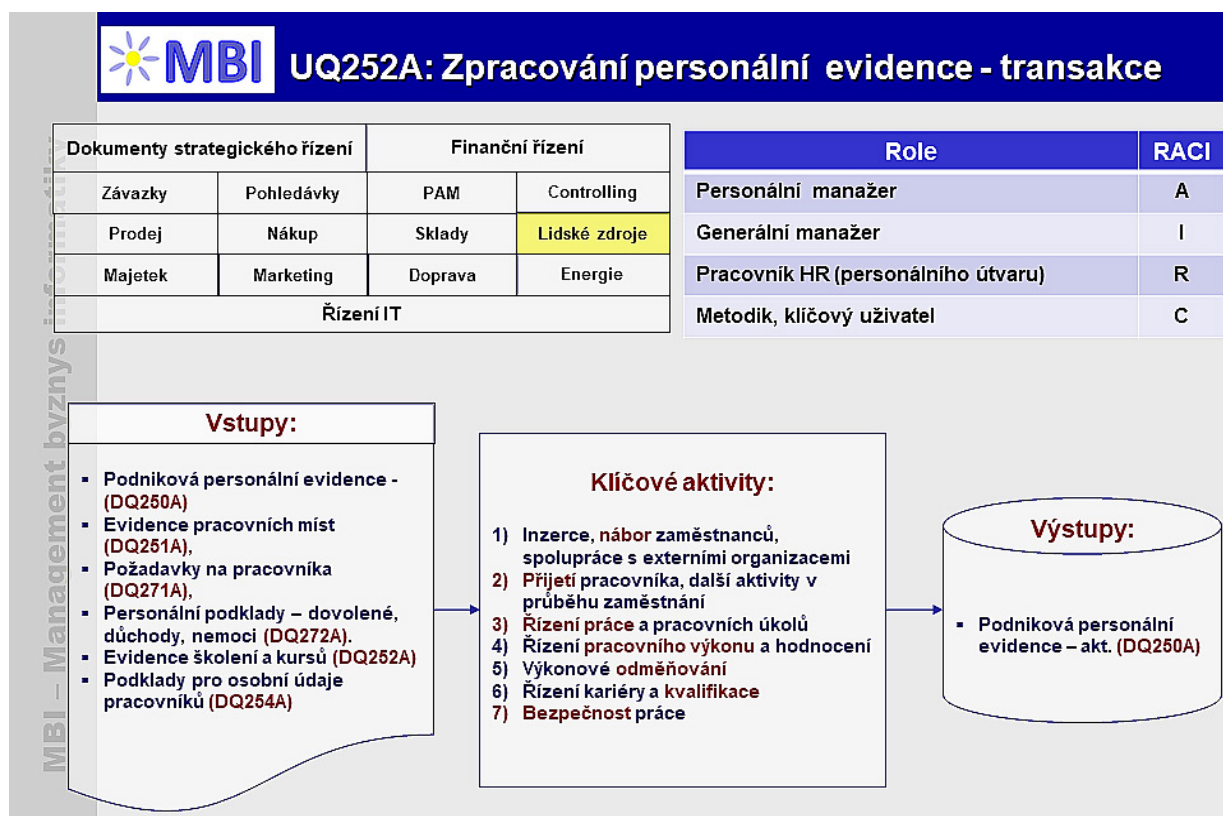 MBI UQ252A: Zpracování personální evidence - transakce
Dokumenty strategického řízení Finanční řízení
Závazky Pohledávky PAM Controlling
Prodej Nákup Sklady Lidské zdroje
Majetek Marketing Doprava Energie
Řízení IT
Role RACI
Personální manažer A
Generální manažer I
Pracovník HR (personálního útvaru) R
Metodik, klíčový uživatel C
MBI – Management byznys informatiky
Vstupy:
▪ Podniková personální evidence -
(DQ250A)
▪ Evidence pracovních míst
(DQ251A),
▪ Požadavky na pracovníka
(DQ271A),
▪ Personální podklady – dovolené,
důchody, nemoci (DQ272A).
▪ Evidence školení a kursů (DQ252A)
▪ Podklady pro osobní údaje
pracovníků (DQ254A)
Klíčové aktivity:
1) Inzerce, nábor zaměstnanců,
spolupráce s externími organizacemi
2) Přijetí pracovníka, další aktivity v
průběhu zaměstnání
3) Řízení práce a pracovních úkolů
4) Řízení pracovního výkonu a hodnocení
5) Výkonové odměňování
6) Řízení kariéry a kvalifikace
7) Bezpečnost práce
Výstupy:
▪ Podniková personální
evidence – akt. (DQ250A)